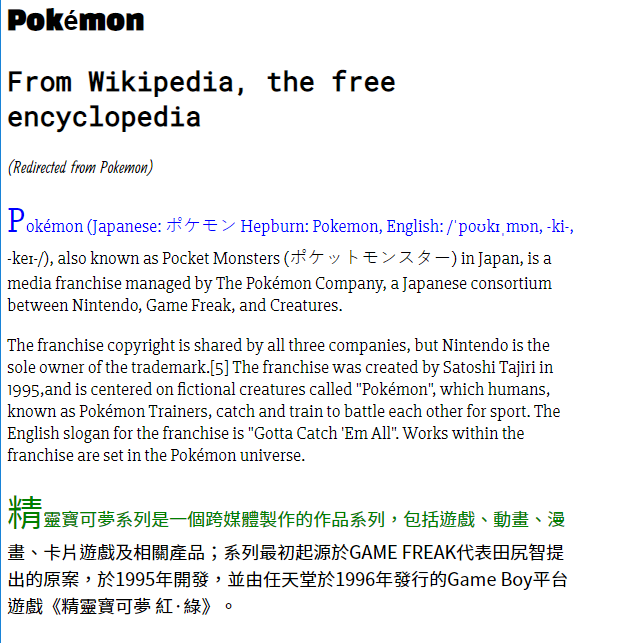 Pokémon
From Wikipedia, the free
encyclopedia
(Redirected from Pokemon)
Pokémon (Japanese: ポケモン Hepburn: Pokemon, English: /ˈpoʊkɪˌmɒn, -ki-,
-keɪ-/), also known as Pocket Monsters (ポケットモンスター) in Japan, is a
media franchise managed by The Pokémon Company, a Japanese consortium
between Nintendo, Game Freak, and Creatures.
The franchise copyright is shared by all three companies, but Nintendo is the
sole owner of the trademark.[5] The franchise was created by Satoshi Tajiri in
1995,and is centered on fictional creatures called "Pokémon", which humans,
known as Pokémon Trainers, catch and train to battle each other for sport. The
English slogan for the franchise is "Gotta Catch 'Em All". Works within the
franchise are set in the Pokémon universe.
精靈寶可夢系列是一個跨媒體製作的作品系列，包括遊戲、動畫、漫
畫、卡片遊戲及相關產品；系列最初起源於GAME FREAK代表田尻智提
出的原案，於1995年開發，並由任天堂於1996年發行的Game Boy平台
遊戲《精靈寶可夢 紅·綠》。